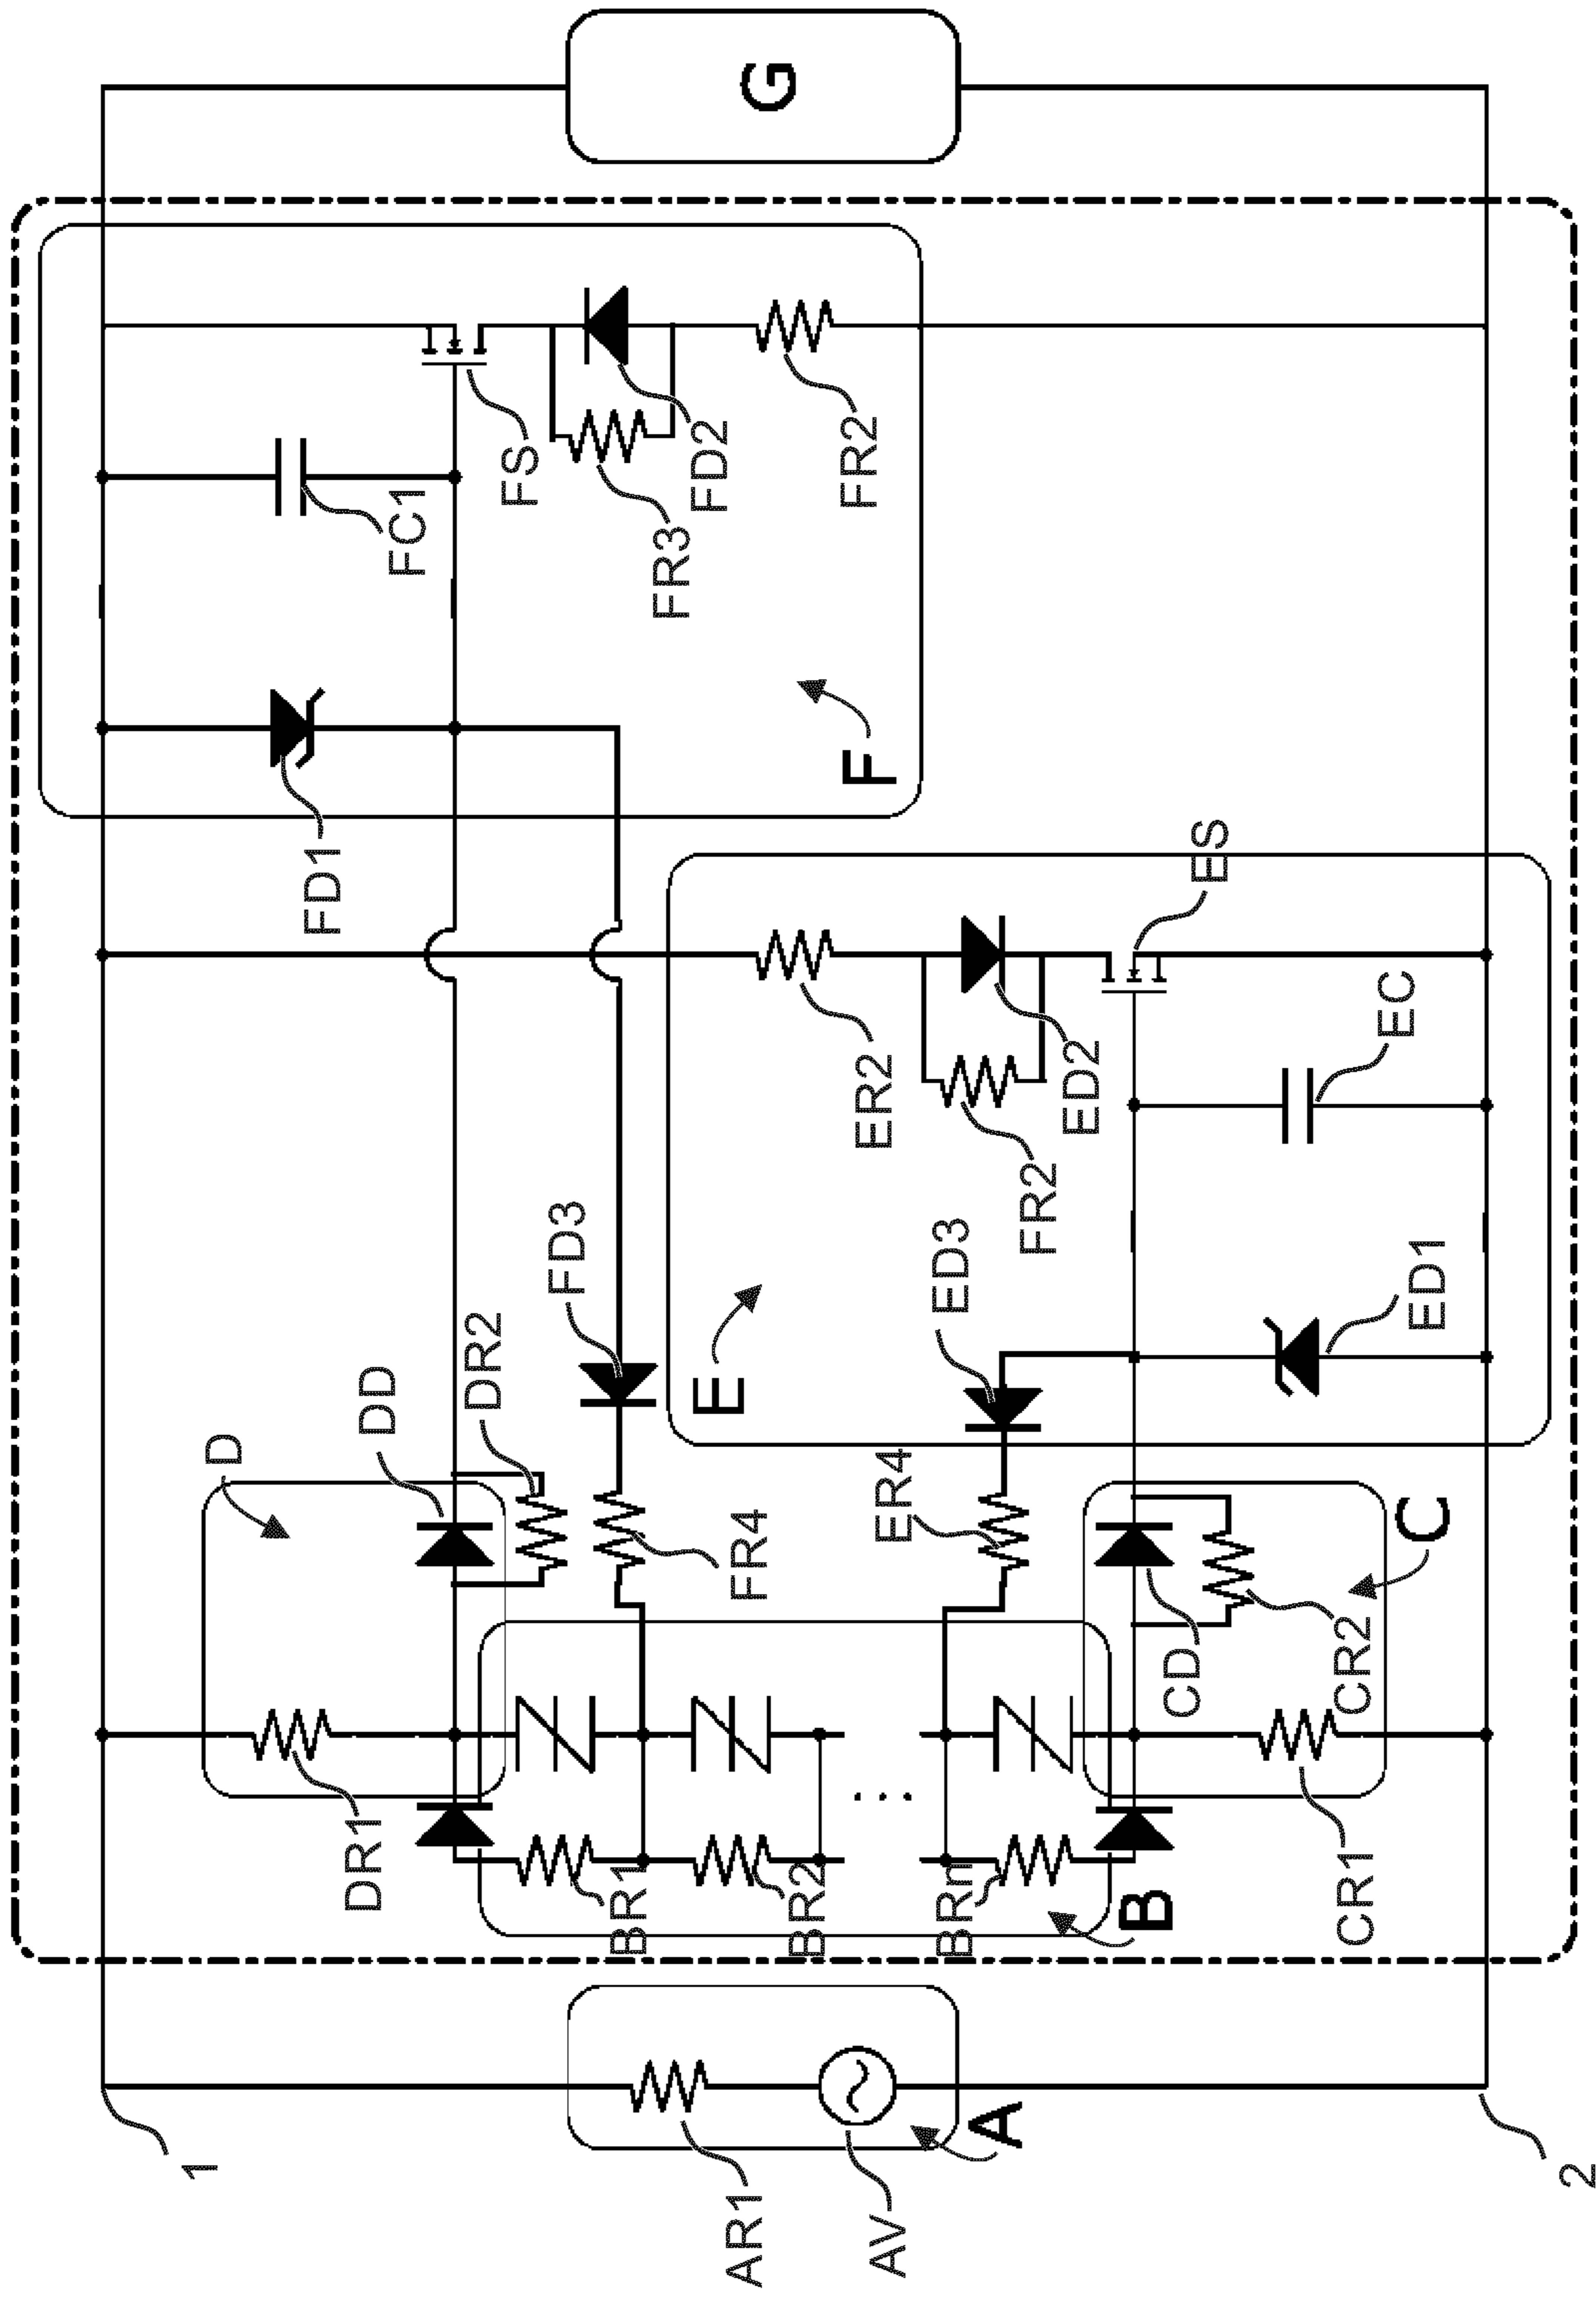 G
FS
FC1
FD2
FR2
FR3
F
FD1
ES
ER2
ED2
EC
FR2
FD3
ED3
ED1
E
DR2
DD
D
FR4
ER4
C
CD
CR2
DR1
BR1
BR2
BRn
B
CR1
A
1
2
AR1
AV